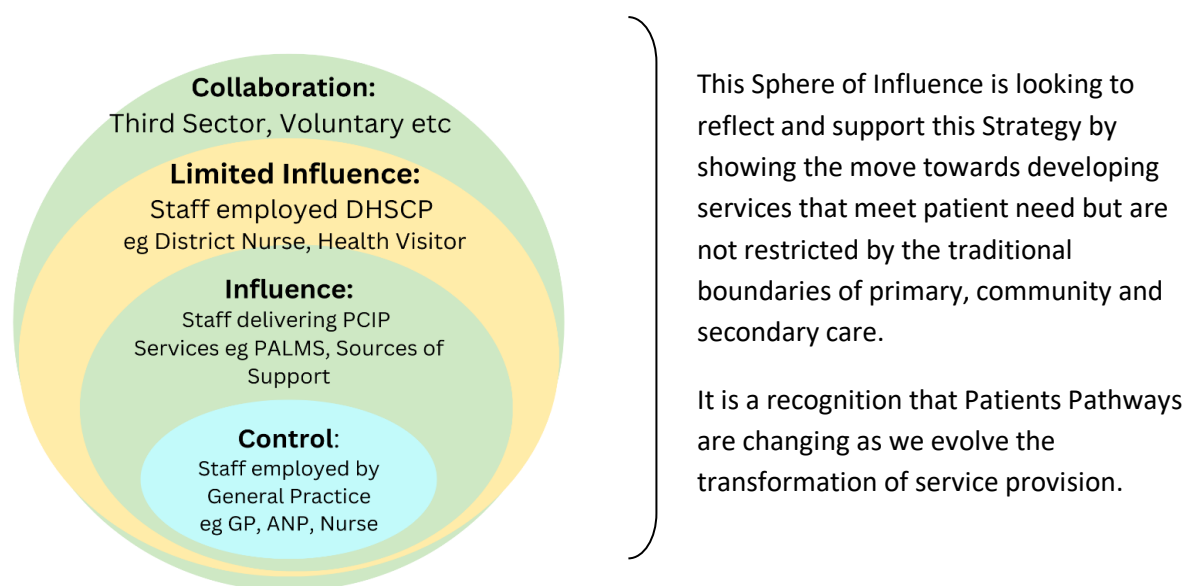 Collaboration:
Third Sector, Voluntary etc
Limited Influence:
Staff employed DHSCP
eg District Nurse, Health Visitor
Influence:
Staff delivering PCIP
Services eg PALMS, Sources of
Support
Control:
Staff employed by
General Practice
eg GP, ANP, Nurse
This Sphere of Influence is looking to
reflect and support this Strategy by
showing the move towards developing
services that meet patient need but are
not restricted by the traditional
boundaries of primary, community and
secondary care.
It is a recognition that Patients Pathways
are changing as we evolve the
transformation of service provision.